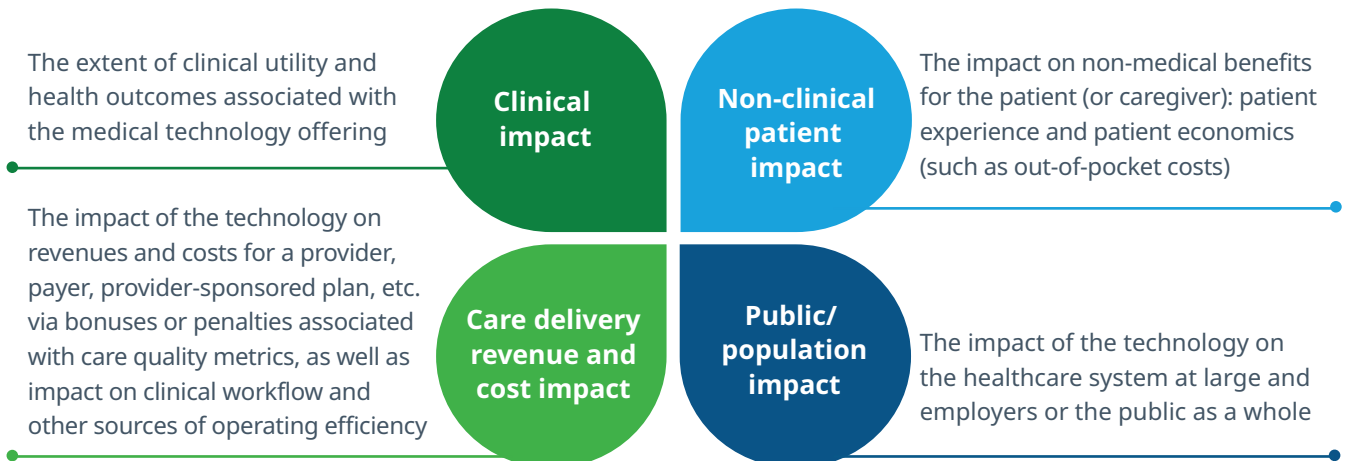 The extent of clinical utility and
health outcomes associated with
the medical technology offering
Clinical
impact
Non-clinical
patient
impact
The impact on non-medical benefits
for the patient (or caregiver): patient
experience and patient economics
(such as out-of-pocket costs)
The impact of the technology on
revenues and costs for a provider,
payer, provider-sponsored plan, etc.
via bonuses or penalties associated
with care quality metrics, as well as
impact on clinical workflow and
other sources of operating efficiency
Care delivery
revenue and
cost impact
Public/
population
impact
The impact of the technology on
the healthcare system at large and
employers or the public as a whole